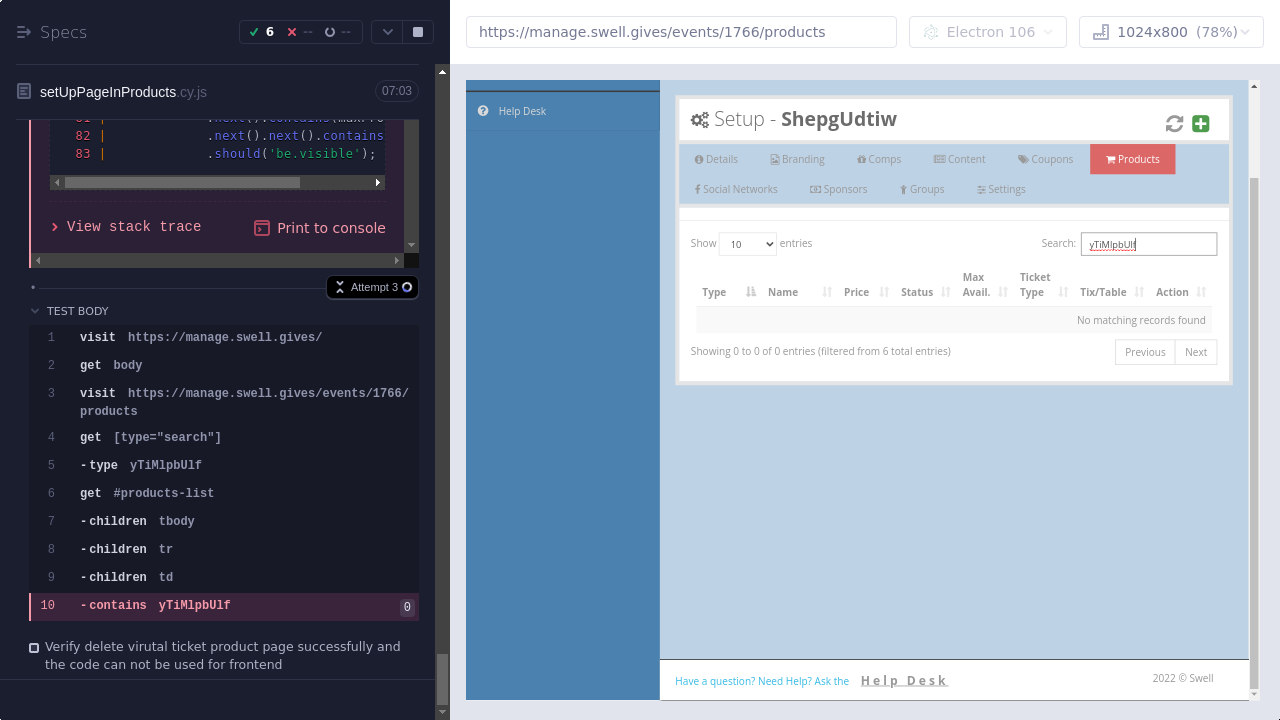 Specs
6
--
--
https://manage.swell.gives/events/1766/products
Electron 106
1024x800 (78%)
setUpPageInProducts.cy.js
07:03
82 | .next().next().contains
83 | .should('be.visible');
View stack trace
Print to console
Attempt 3
TEST BODY
1 visit https://manage.swell.gives/
2 get body
3 visit https://manage.swell.gives/events/1766/
products
4 get [type="search"]
5 -type yTiMlpbUlf
6 get #products-list
7 -children tbody
8 -children tr
9 -children td
10 -contains yTiMlpbUlf 0
Verify delete virutal ticket product page successfully and
the code can not be used for frontend
Help Desk
Setup - ShepgUdtiw
Details
Branding
Comps
Content
Coupons
Products
Social Networks
Sponsors
Groups
Settings
Show 10 entries
Search: yTiMlpbUlf
Type
Name
Price
Status
Max
Avail.
Ticket
Type
Tix/Table
Action
No matching records found
Showing 0 to 0 of 0 entries (filtered from 6 total entries)
Previous
Next
Have a question? Need Help? Ask the Help Desk
2022 © Swell